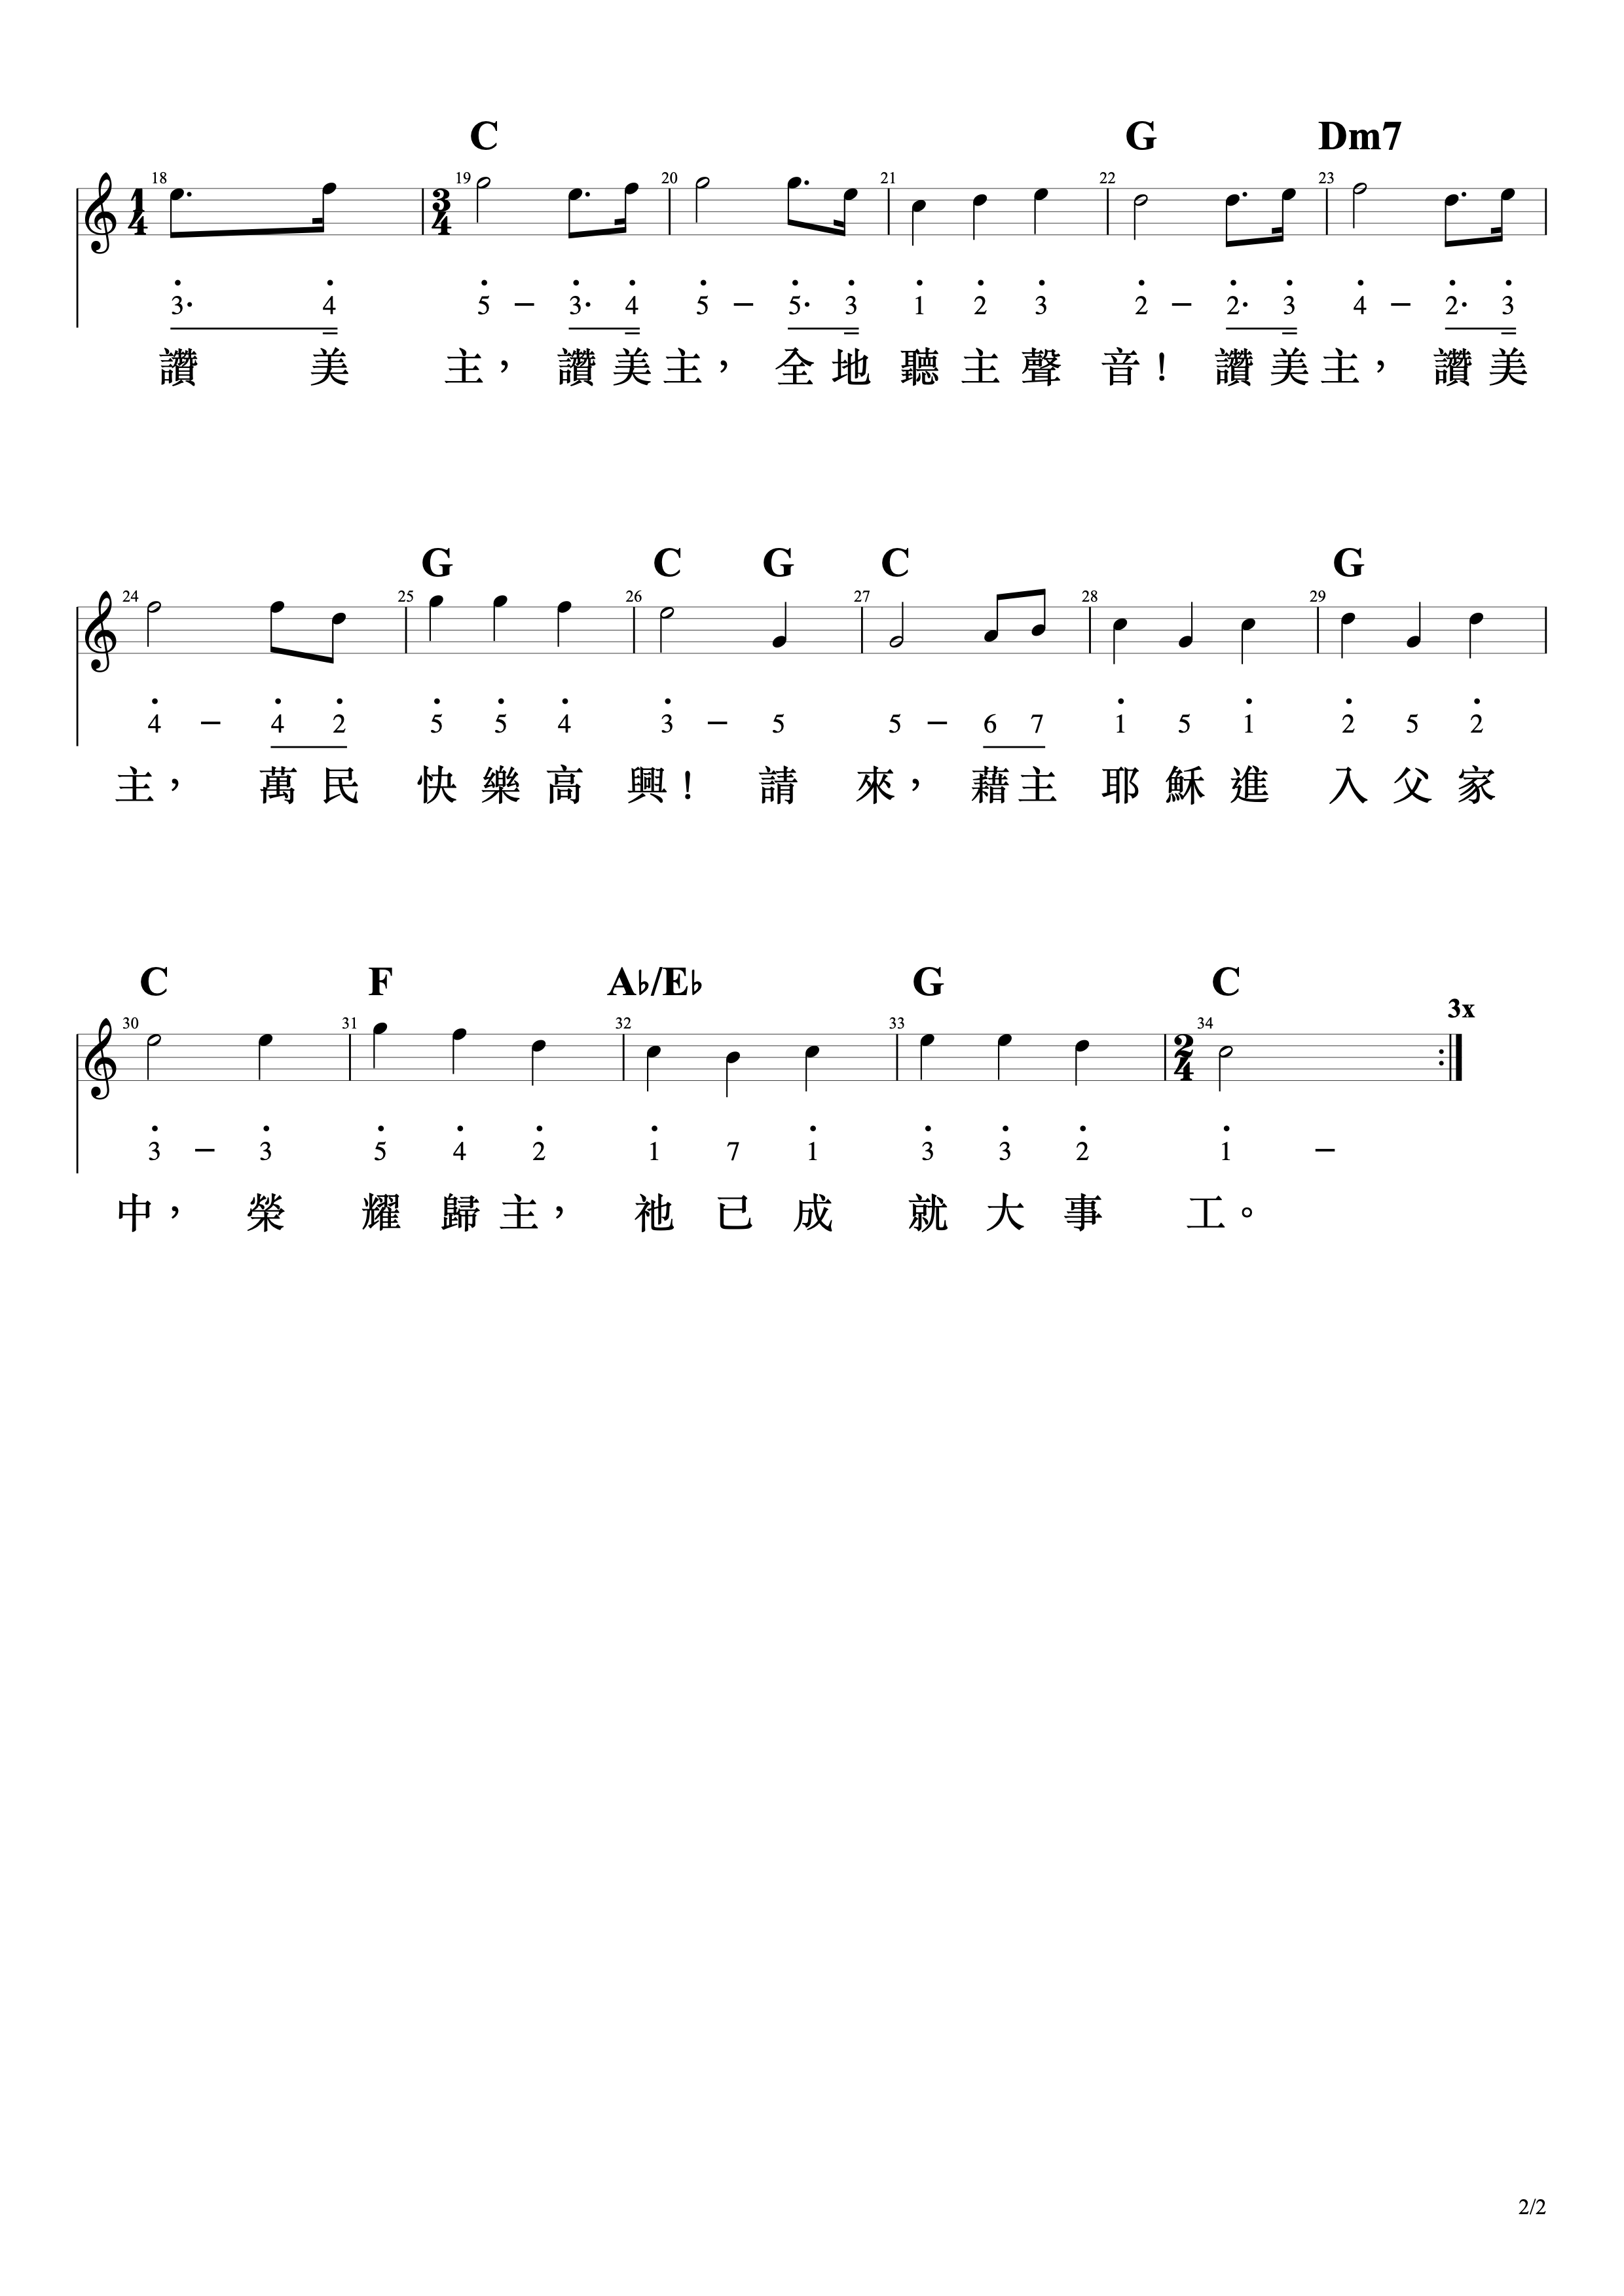 C G Dm7
18 19 20 21 22 23
1 4 3 4
3· 4 5 – 3· 4 5 – 5· 3 1 2 3 2 – 2· 3 4 – 2· 3
讚 美 主， 讚 美 主， 全 地 聽 主 聲 音！ 讚 美 主， 讚 美
G C G C G
24 25 26 27 28 29
4 – 4 2 5 5 4 3 – 5 5 – 6 7 1 5 1 2 5 2
主， 萬 民 快 樂 高 興！ 請 來， 藉 主 耶 穌 進 入 父 家
C F A♭/E♭ G C
3x
30 31 32 33 34
2 4
3 – 3 5 4 2 1 7 1 3 3 2 1 –
中， 榮 耀 歸 主， 祂 已 成 就 大 事 工。
2/2